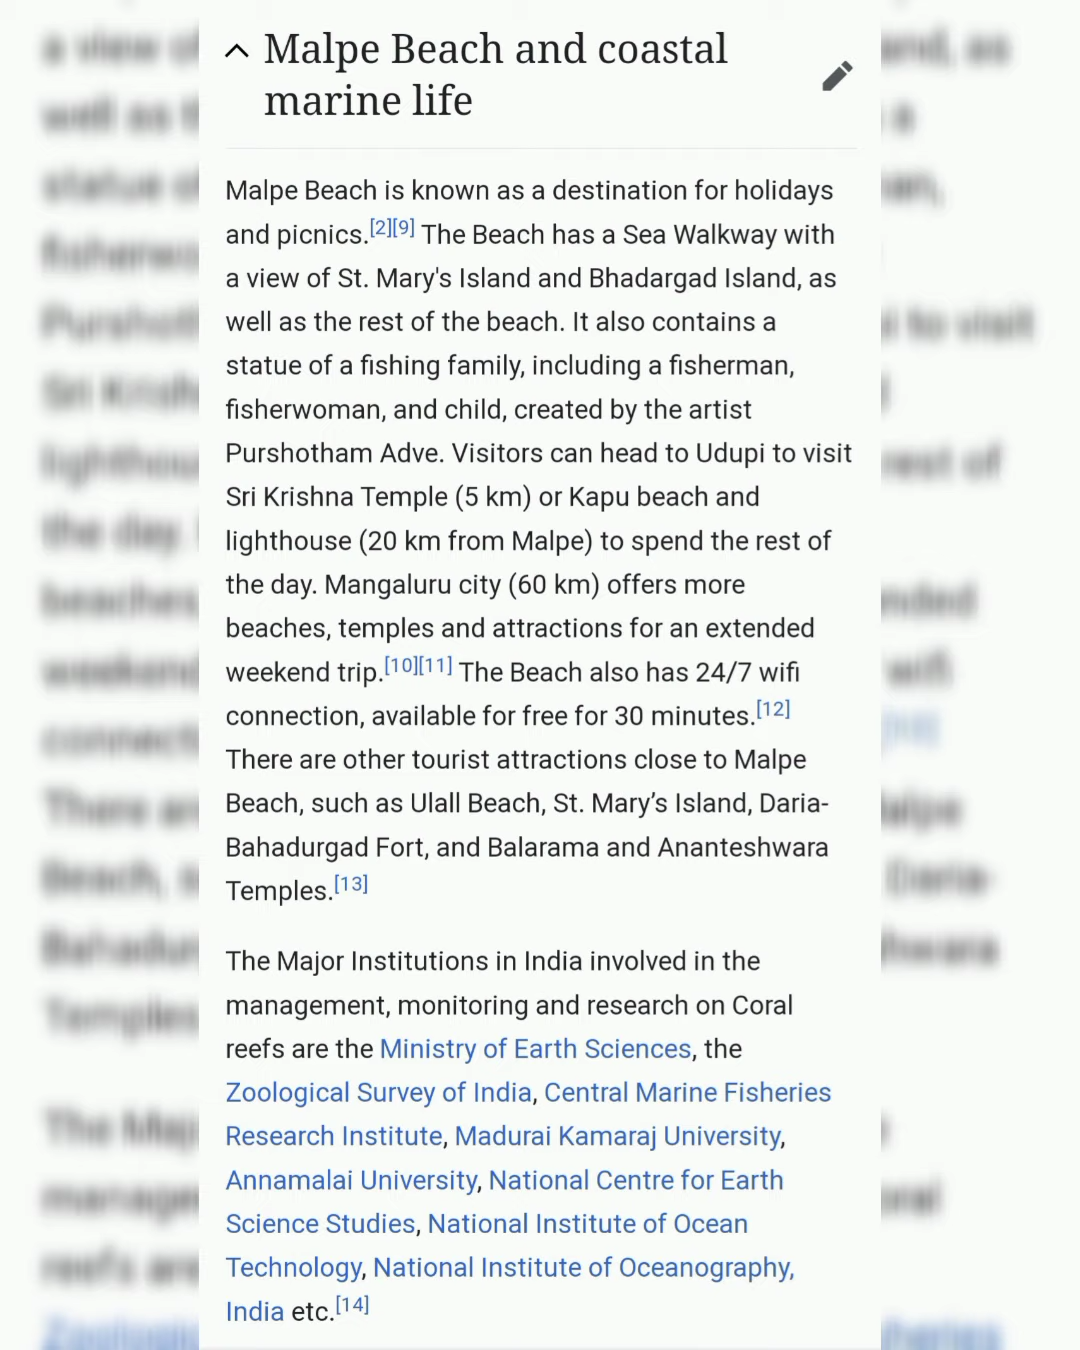 Malpe Beach and coastal
marine life
Malpe Beach is known as a destination for holidays
and picnics.[2][9] The Beach has a Sea Walkway with
a view of St. Mary's Island and Bhadargad Island, as
well as the rest of the beach. It also contains a
statue of a fishing family, including a fisherman,
fisherwoman, and child, created by the artist
Purshotham Adve. Visitors can head to Udupi to visit
Sri Krishna Temple (5 km) or Kapu beach and
lighthouse (20 km from Malpe) to spend the rest of
the day. Mangaluru city (60 km) offers more
beaches, temples and attractions for an extended
weekend trip.[10][11] The Beach also has 24/7 wifi
connection, available for free for 30 minutes.[12]
There are other tourist attractions close to Malpe
Beach, such as Ulall Beach, St. Mary’s Island, Daria-
Bahadurgad Fort, and Balarama and Ananteshwara
Temples.[13]
The Major Institutions in India involved in the
management, monitoring and research on Coral
reefs are the Ministry of Earth Sciences, the
Zoological Survey of India, Central Marine Fisheries
Research Institute, Madurai Kamaraj University,
Annamalai University, National Centre for Earth
Science Studies, National Institute of Ocean
Technology, National Institute of Oceanography,
India etc.[14]